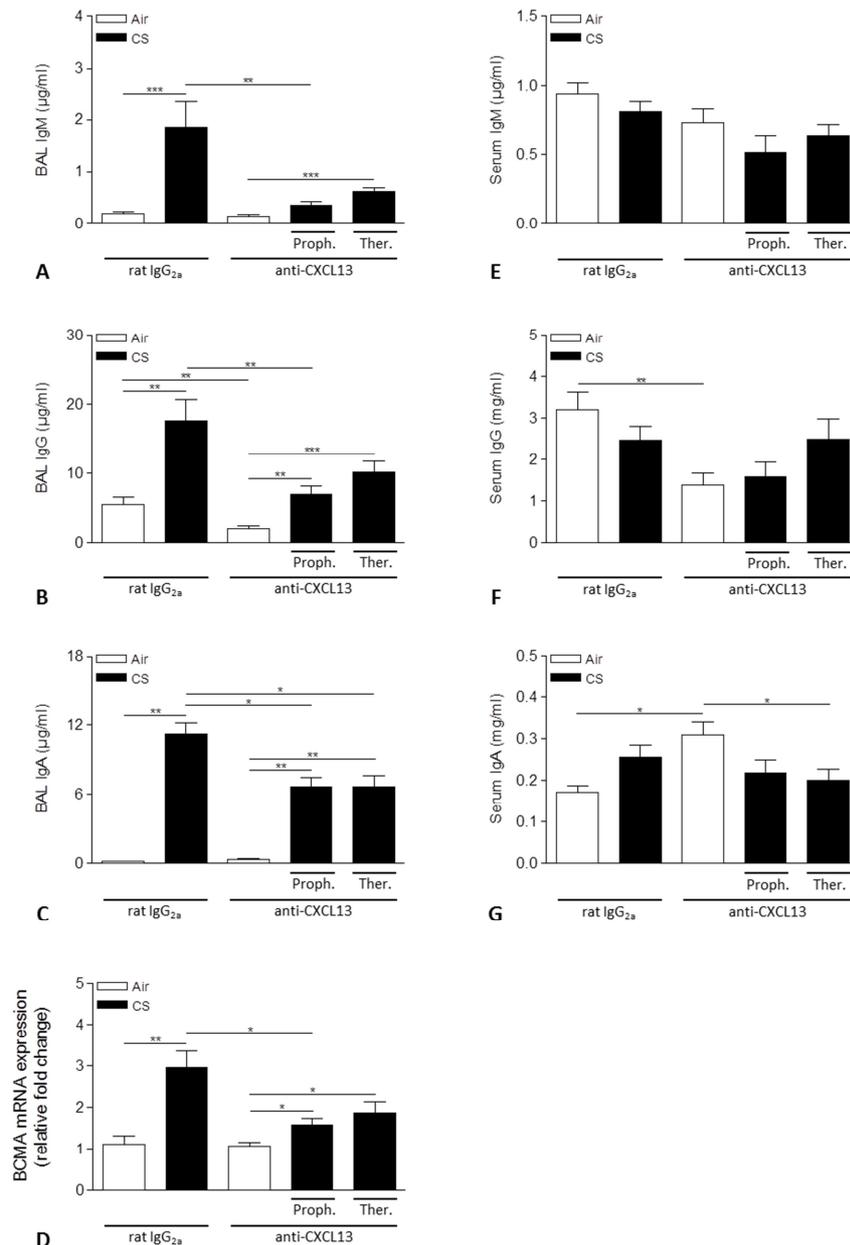 Air
CS
BAL IgM (µg/ml)
4
3
2
1
0
***
**
***
Proph.
Ther.
rat IgG2a
anti-CXCL13
A
Air
CS
Serum IgM (µg/ml)
1.5
1.0
0.5
0.0
Proph.
Ther.
rat IgG2a
anti-CXCL13
E
Air
CS
BAL IgG (µg/ml)
30
20
10
0
**
**
**
***
**
Proph.
Ther.
rat IgG2a
anti-CXCL13
B
Air
CS
Serum IgG (mg/ml)
5
4
3
2
1
0
**
Proph.
Ther.
rat IgG2a
anti-CXCL13
F
Air
CS
BAL IgA (µg/ml)
18
12
6
0
*
*
**
**
**
Proph.
Ther.
rat IgG2a
anti-CXCL13
C
Air
CS
Serum IgA (mg/ml)
0.5
0.4
0.3
0.2
0.1
0.0
*
*
Proph.
Ther.
rat IgG2a
anti-CXCL13
G
Air
CS
BCMA mRNA expression
(relative fold change)
5
4
3
2
1
0
**
*
*
*
Proph.
Ther.
rat IgG2a
anti-CXCL13
D